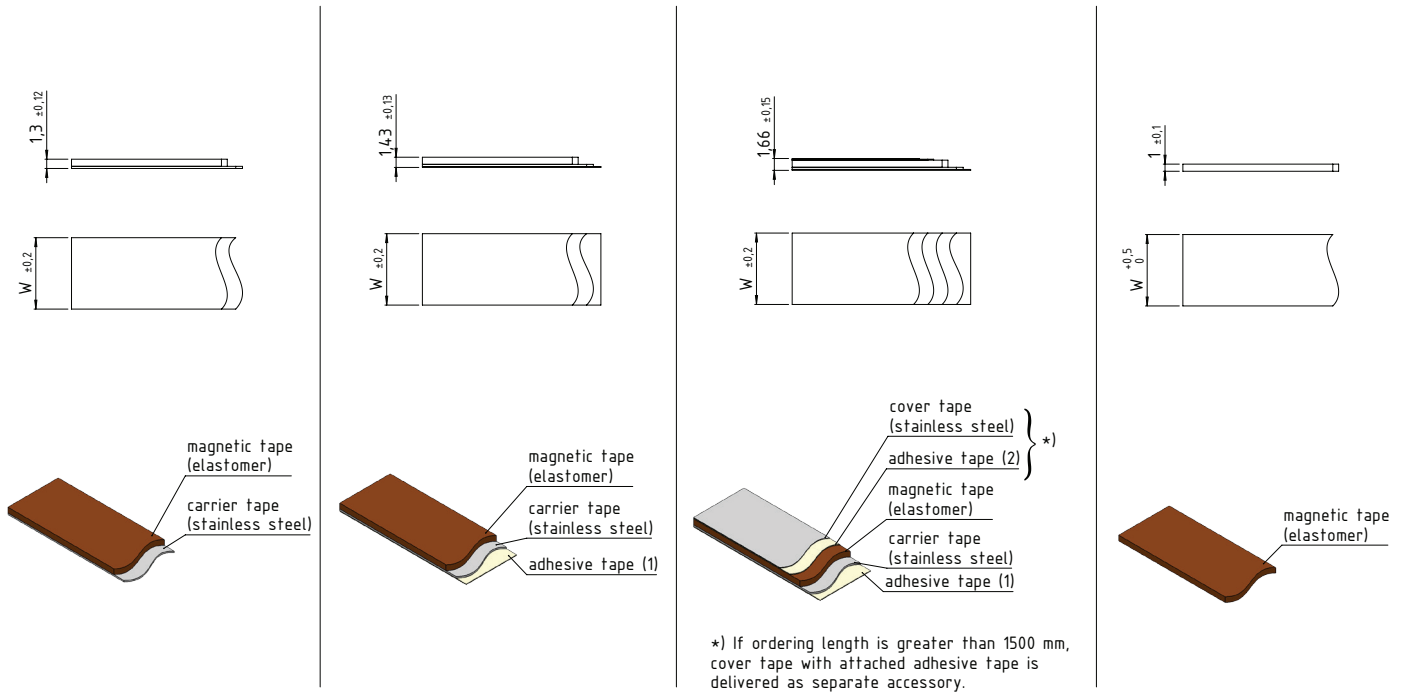 1,3 ±0,12
W ±0,2
magnetic tape
(elastomer)
carrier tape
(stainless steel)
1,43 ±0,13
W ±0,2
magnetic tape
(elastomer)
carrier tape
(stainless steel)
adhesive tape (1)
1,66 ±0,15
W ±0,2
cover tape
(stainless steel)
*)
adhesive tape (2)
magnetic tape
(elastomer)
carrier tape
(stainless steel)
adhesive tape (1)
*) If ordering length is greater than 1500 mm,
cover tape with attached adhesive tape is
delivered as separate accessory.
1 ±0,1
W +0,5
0
magnetic tape
(elastomer)